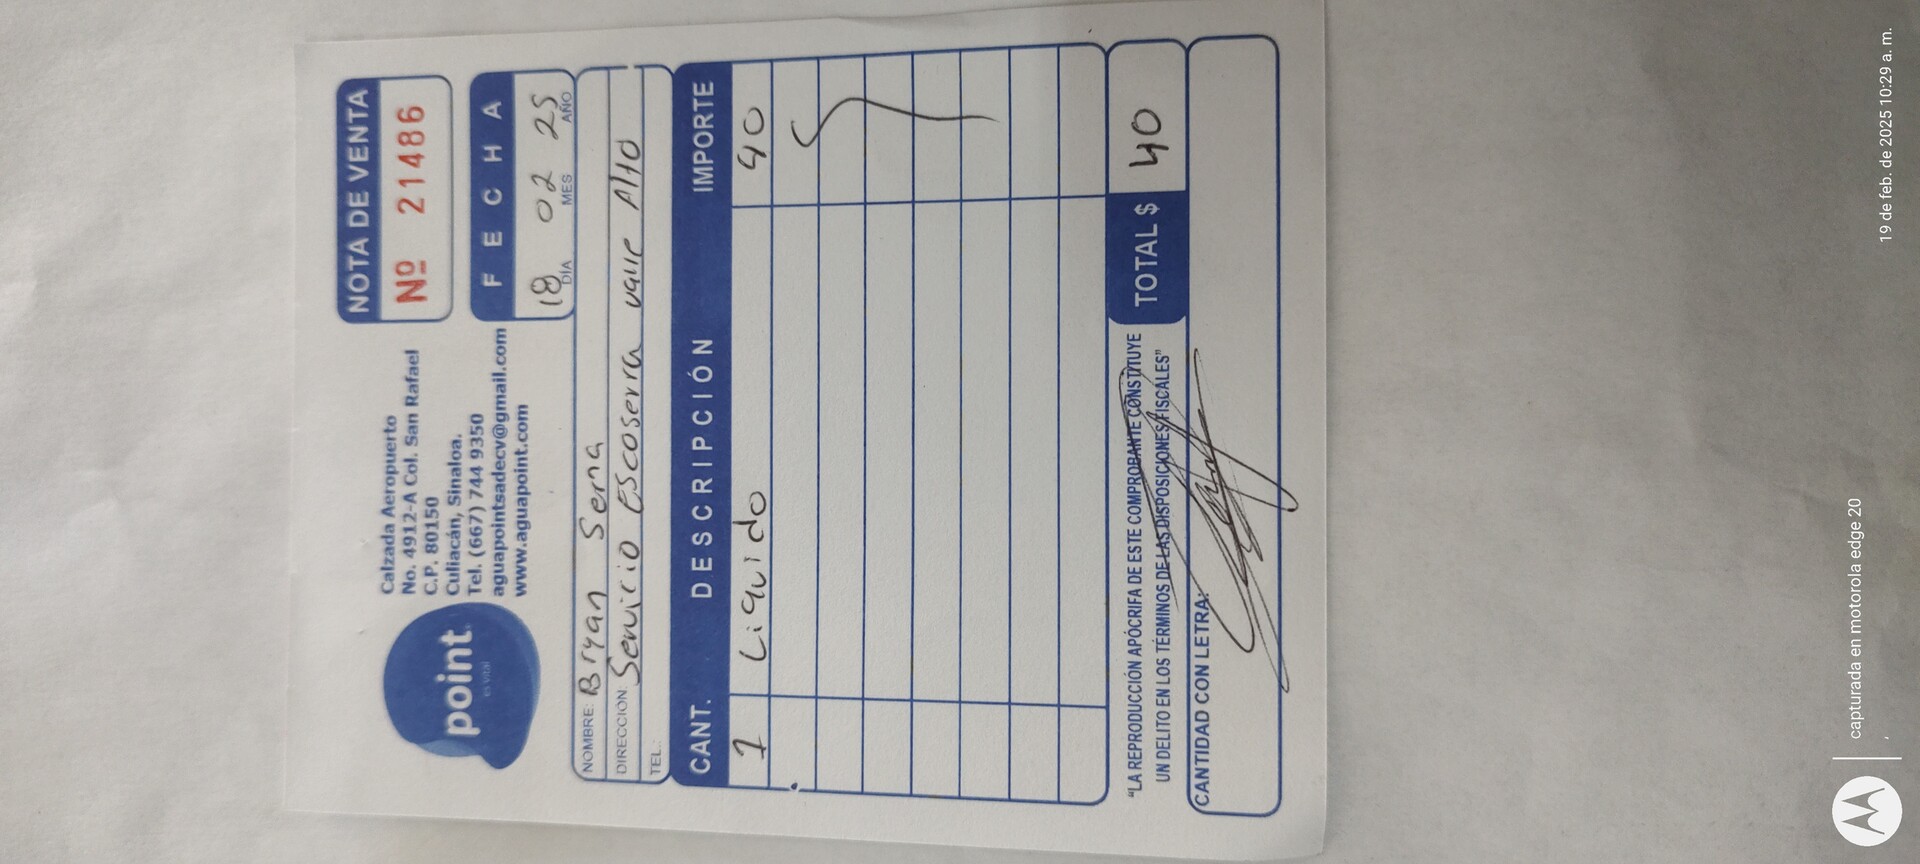 point
es vital
Calzada Aeropuerto
No. 4912-A Col. San Rafael
C.P. 80150
Culiacán, Sinaloa.
Tel. (667) 744 9350
aguapointsadecv@gmail.com
www.aguapoint.com
NOTA DE VENTA
Nº 21486
FECHA
18 02 25
DÍA MES AÑO
NOMBRE: Bryan Serna
DIRECCIÓN: Servicio Escoserra valle Alto
TEL.:
CANT. DESCRIPCIÓN IMPORTE
1 Liquido 40
"LA REPRODUCCIÓN APÓCRIFA DE ESTE COMPROBANTE CONSTITUYE
UN DELITO EN LOS TÉRMINOS DE LAS DISPOSICIONES FISCALES"
TOTAL $ 40
CANTIDAD CON LETRA:
capturada en motorola edge 20
19 de feb. de 2025 10:29 a. m.